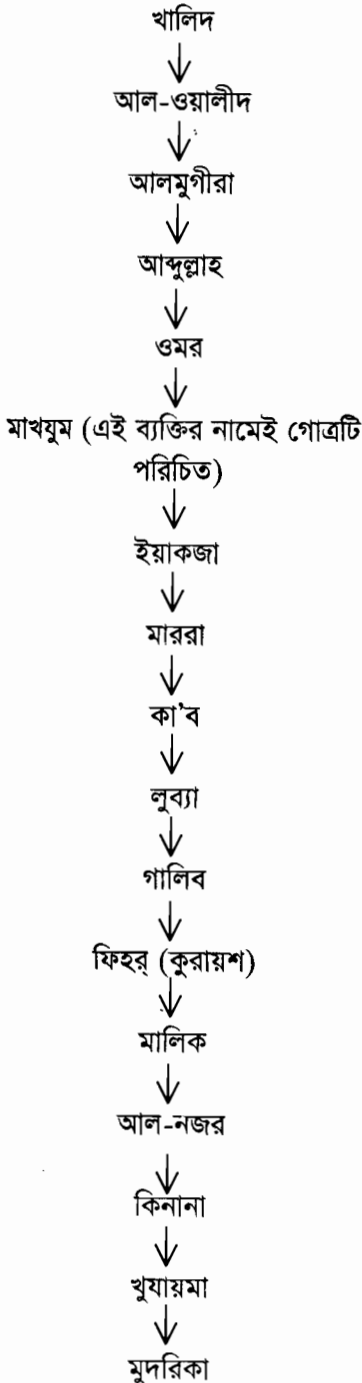 খালিদ
আল-ওয়ালীদ
আলমুগীরা
আব্দুল্লাহ
ওমর
মাখযুম (এই ব্যক্তির নামেই গোত্রটি
পরিচিত)
ইয়াকজা
মাররা
কা'ব
লুব্যা
গালিব
ফিহর্ (কুরায়শ)
মালিক
আল-নজর
কিনানা
খুযায়মা
মুদরিকা